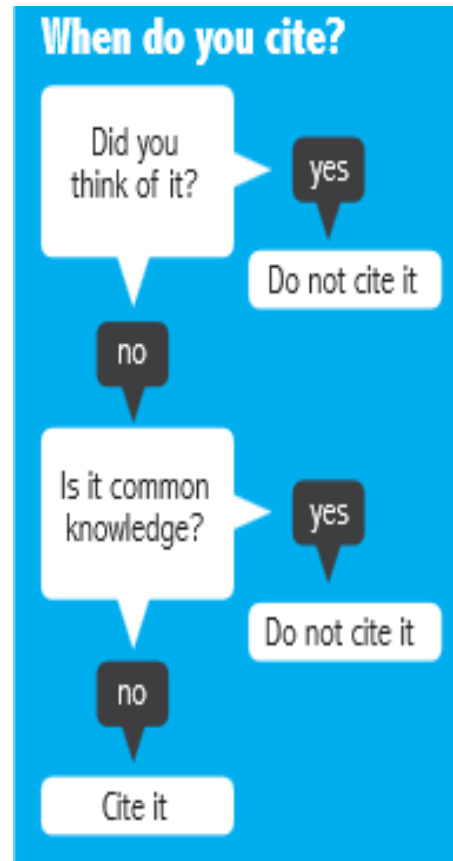 When do you cite?
Did you
think of it?
yes
Do not cite it
no
Is it common
knowledge?
yes
Do not cite it
no
Cite it